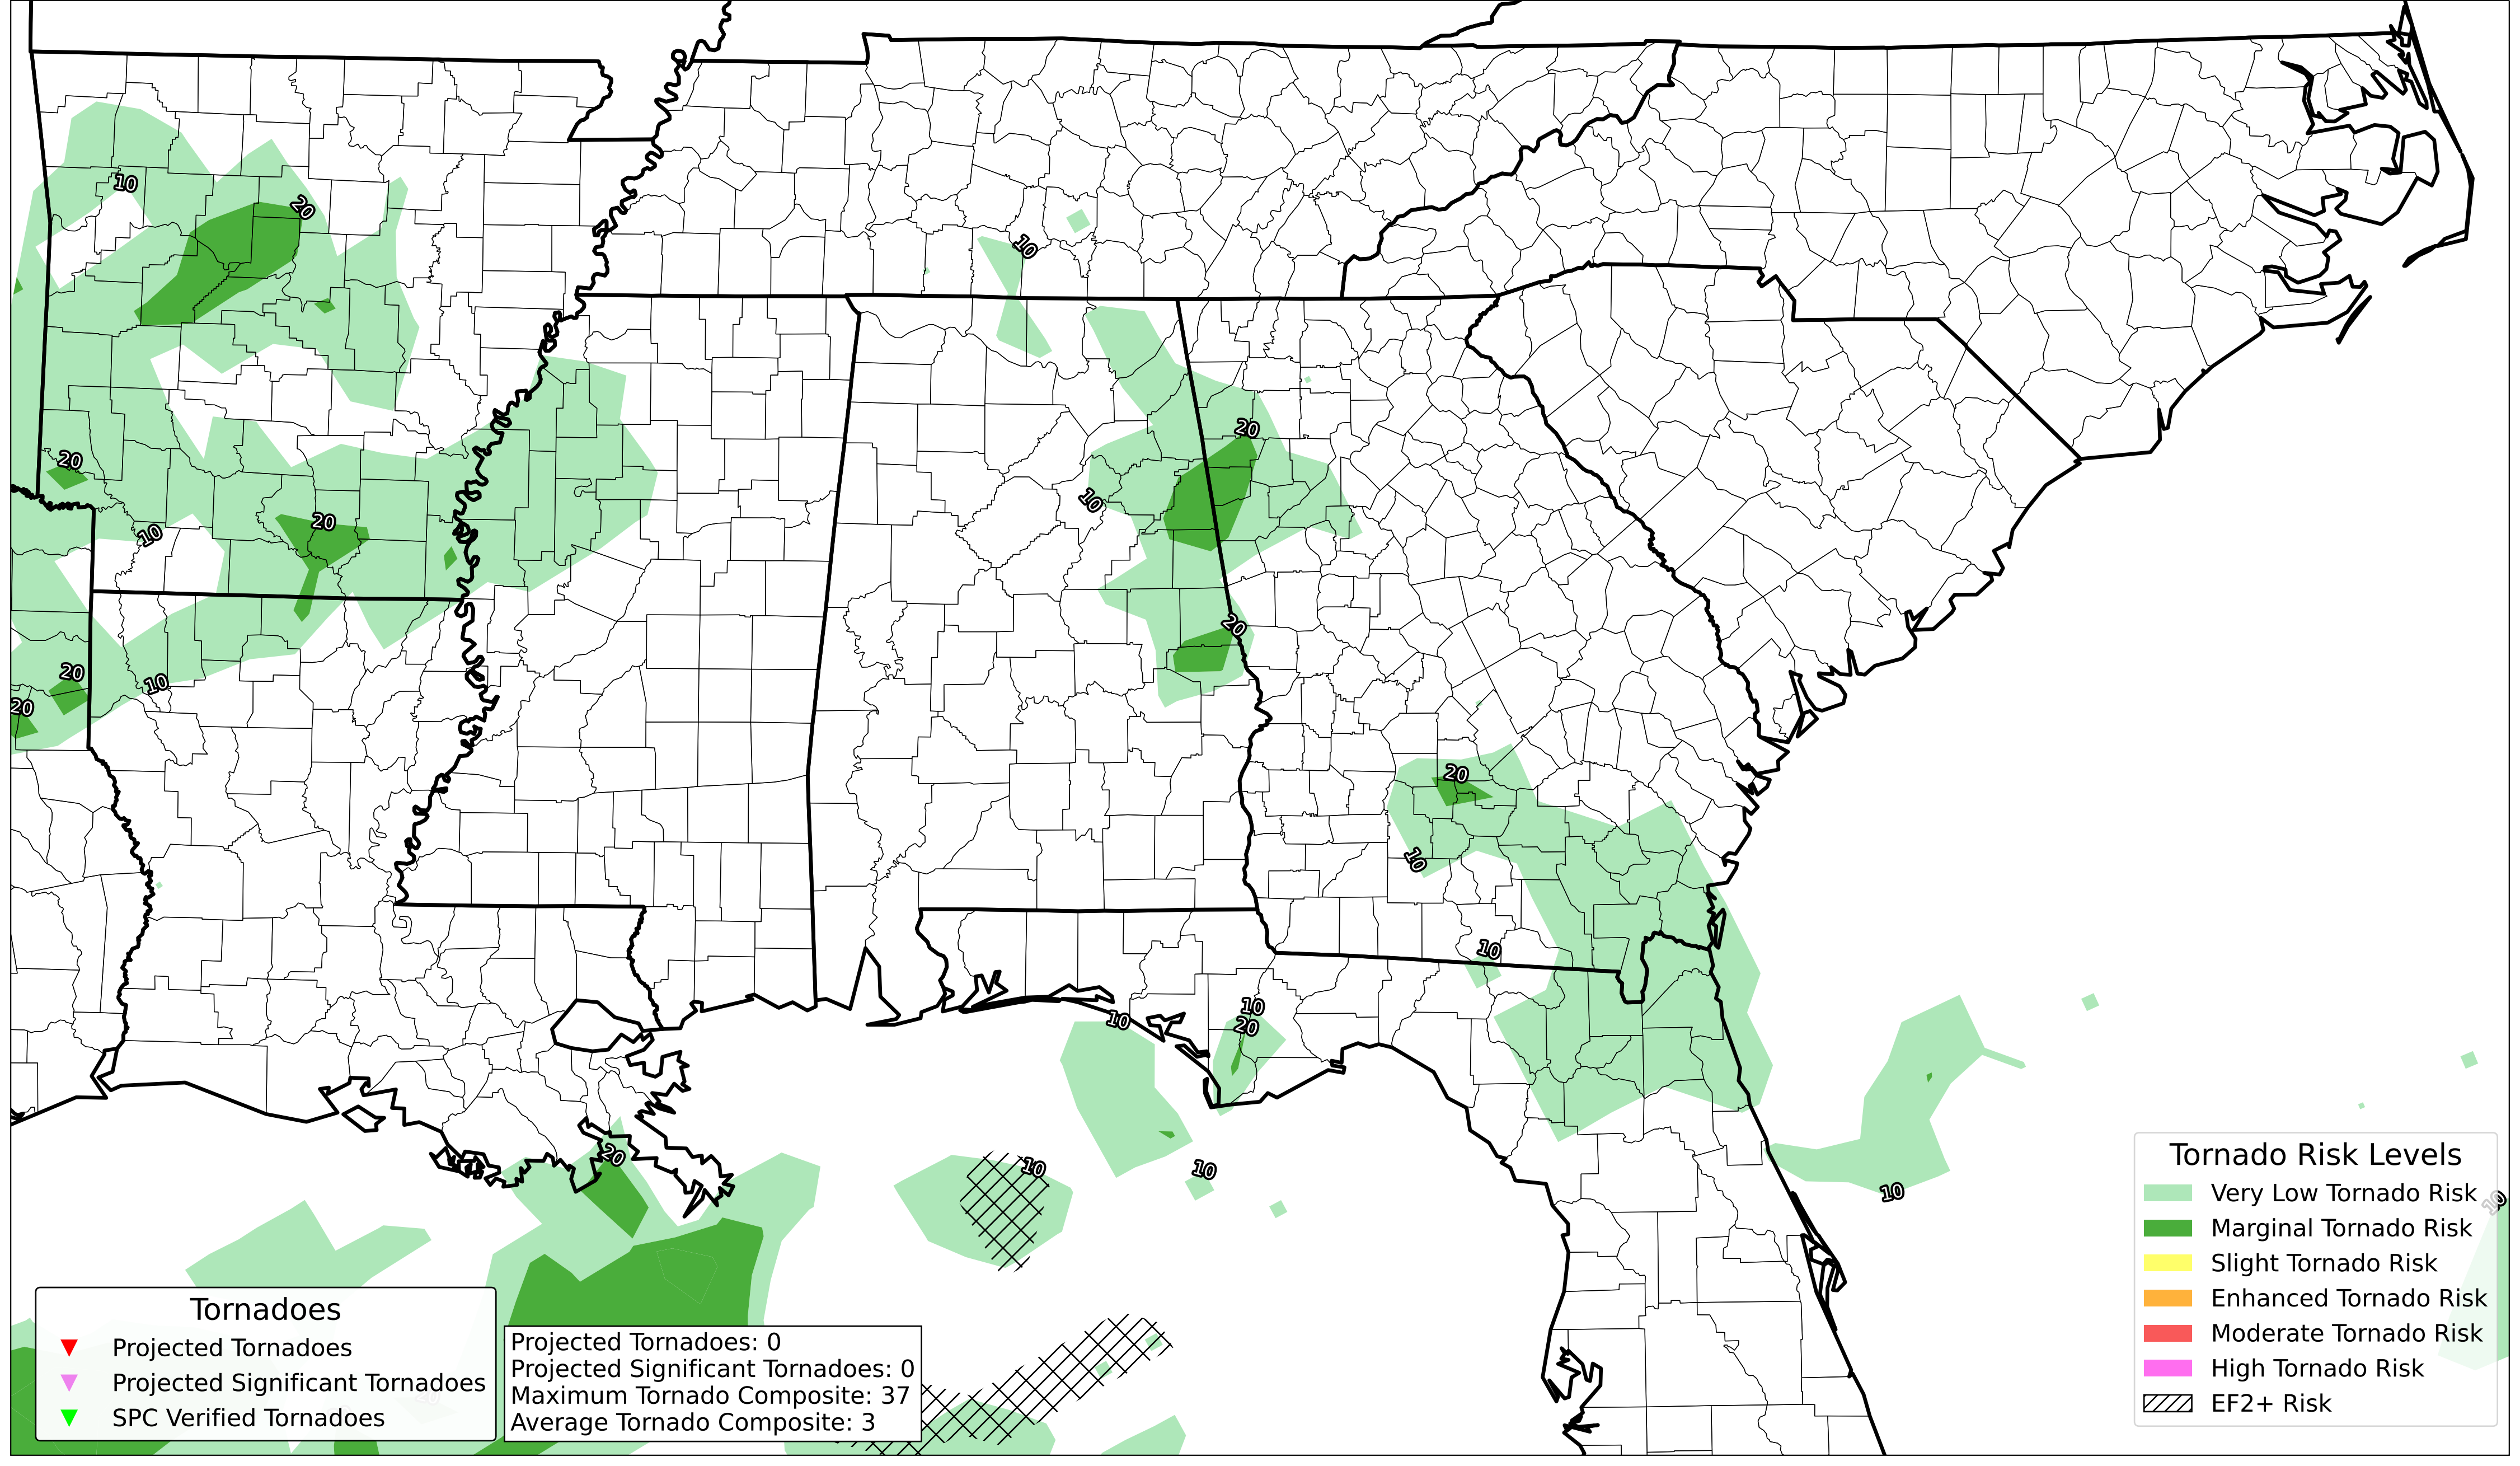 10
20
10
20
20
10
20
10
20
20
10
20
20
10
20
10
10
10
20
10
20
10
10
10
10
Tornado Risk Levels
Very Low Tornado Risk
Marginal Tornado Risk
Slight Tornado Risk
Enhanced Tornado Risk
Moderate Tornado Risk
High Tornado Risk
EF2+ Risk
Tornadoes
Projected Tornadoes
Projected Significant Tornadoes
SPC Verified Tornadoes
Projected Tornadoes: 0
Projected Significant Tornadoes: 0
Maximum Tornado Composite: 37
Average Tornado Composite: 3